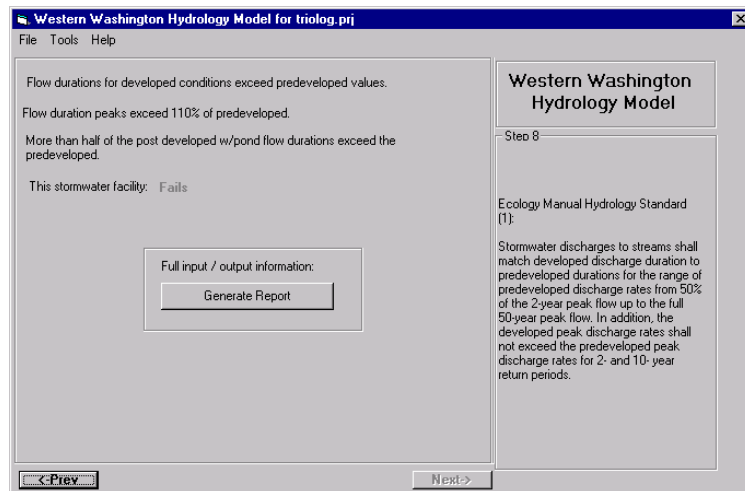 Western Washington Hydrology Model for triolog.prj
File Tools Help
Flow durations for developed conditions exceed predeveloped values.
Flow duration peaks exceed 110% of predeveloped.
More than half of the post developed w/pond flow durations exceed the
predeveloped.
This stormwater facility: Fails
Full input / output information:
Generate Report
Western Washington
Hydrology Model
Step 8
Ecology Manual Hydrology Standard
(1):
Stormwater discharges to streams shall
match developed discharge duration to
predeveloped durations for the range of
predeveloped discharge rates from 50%
of the 2-year peak flow up to the full
50-year peak flow. In addition, the
developed peak discharge rates shall
not exceed the predeveloped peak
discharge rates for 2- and 10- year
return periods.
<-Prev
Next->